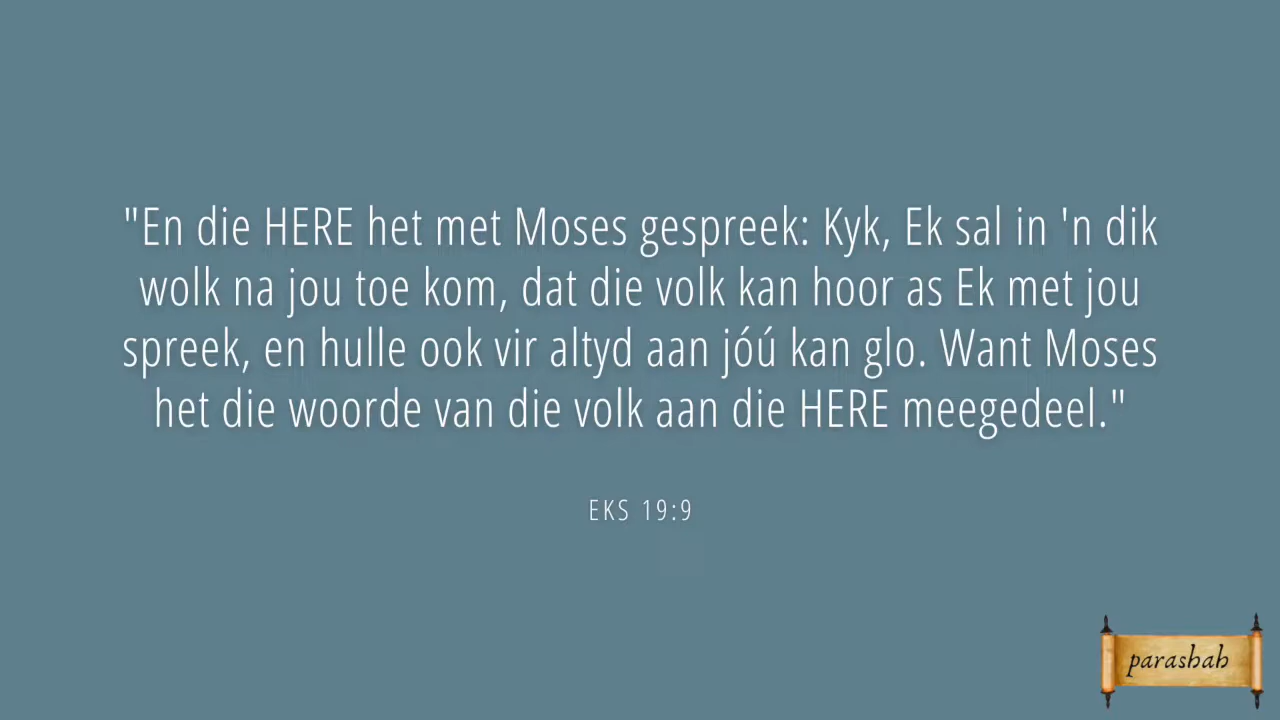 "En die HERE het met Moses gespreek: Kyk, Ek sal in 'n dik
wolk na jou toe kom, dat die volk kan hoor as Ek met jou
spreek, en hulle ook vir altyd aan jóú kan glo. Want Moses
het die woorde van die volk aan die HERE meegedeel."
EKS 19:9
parashah